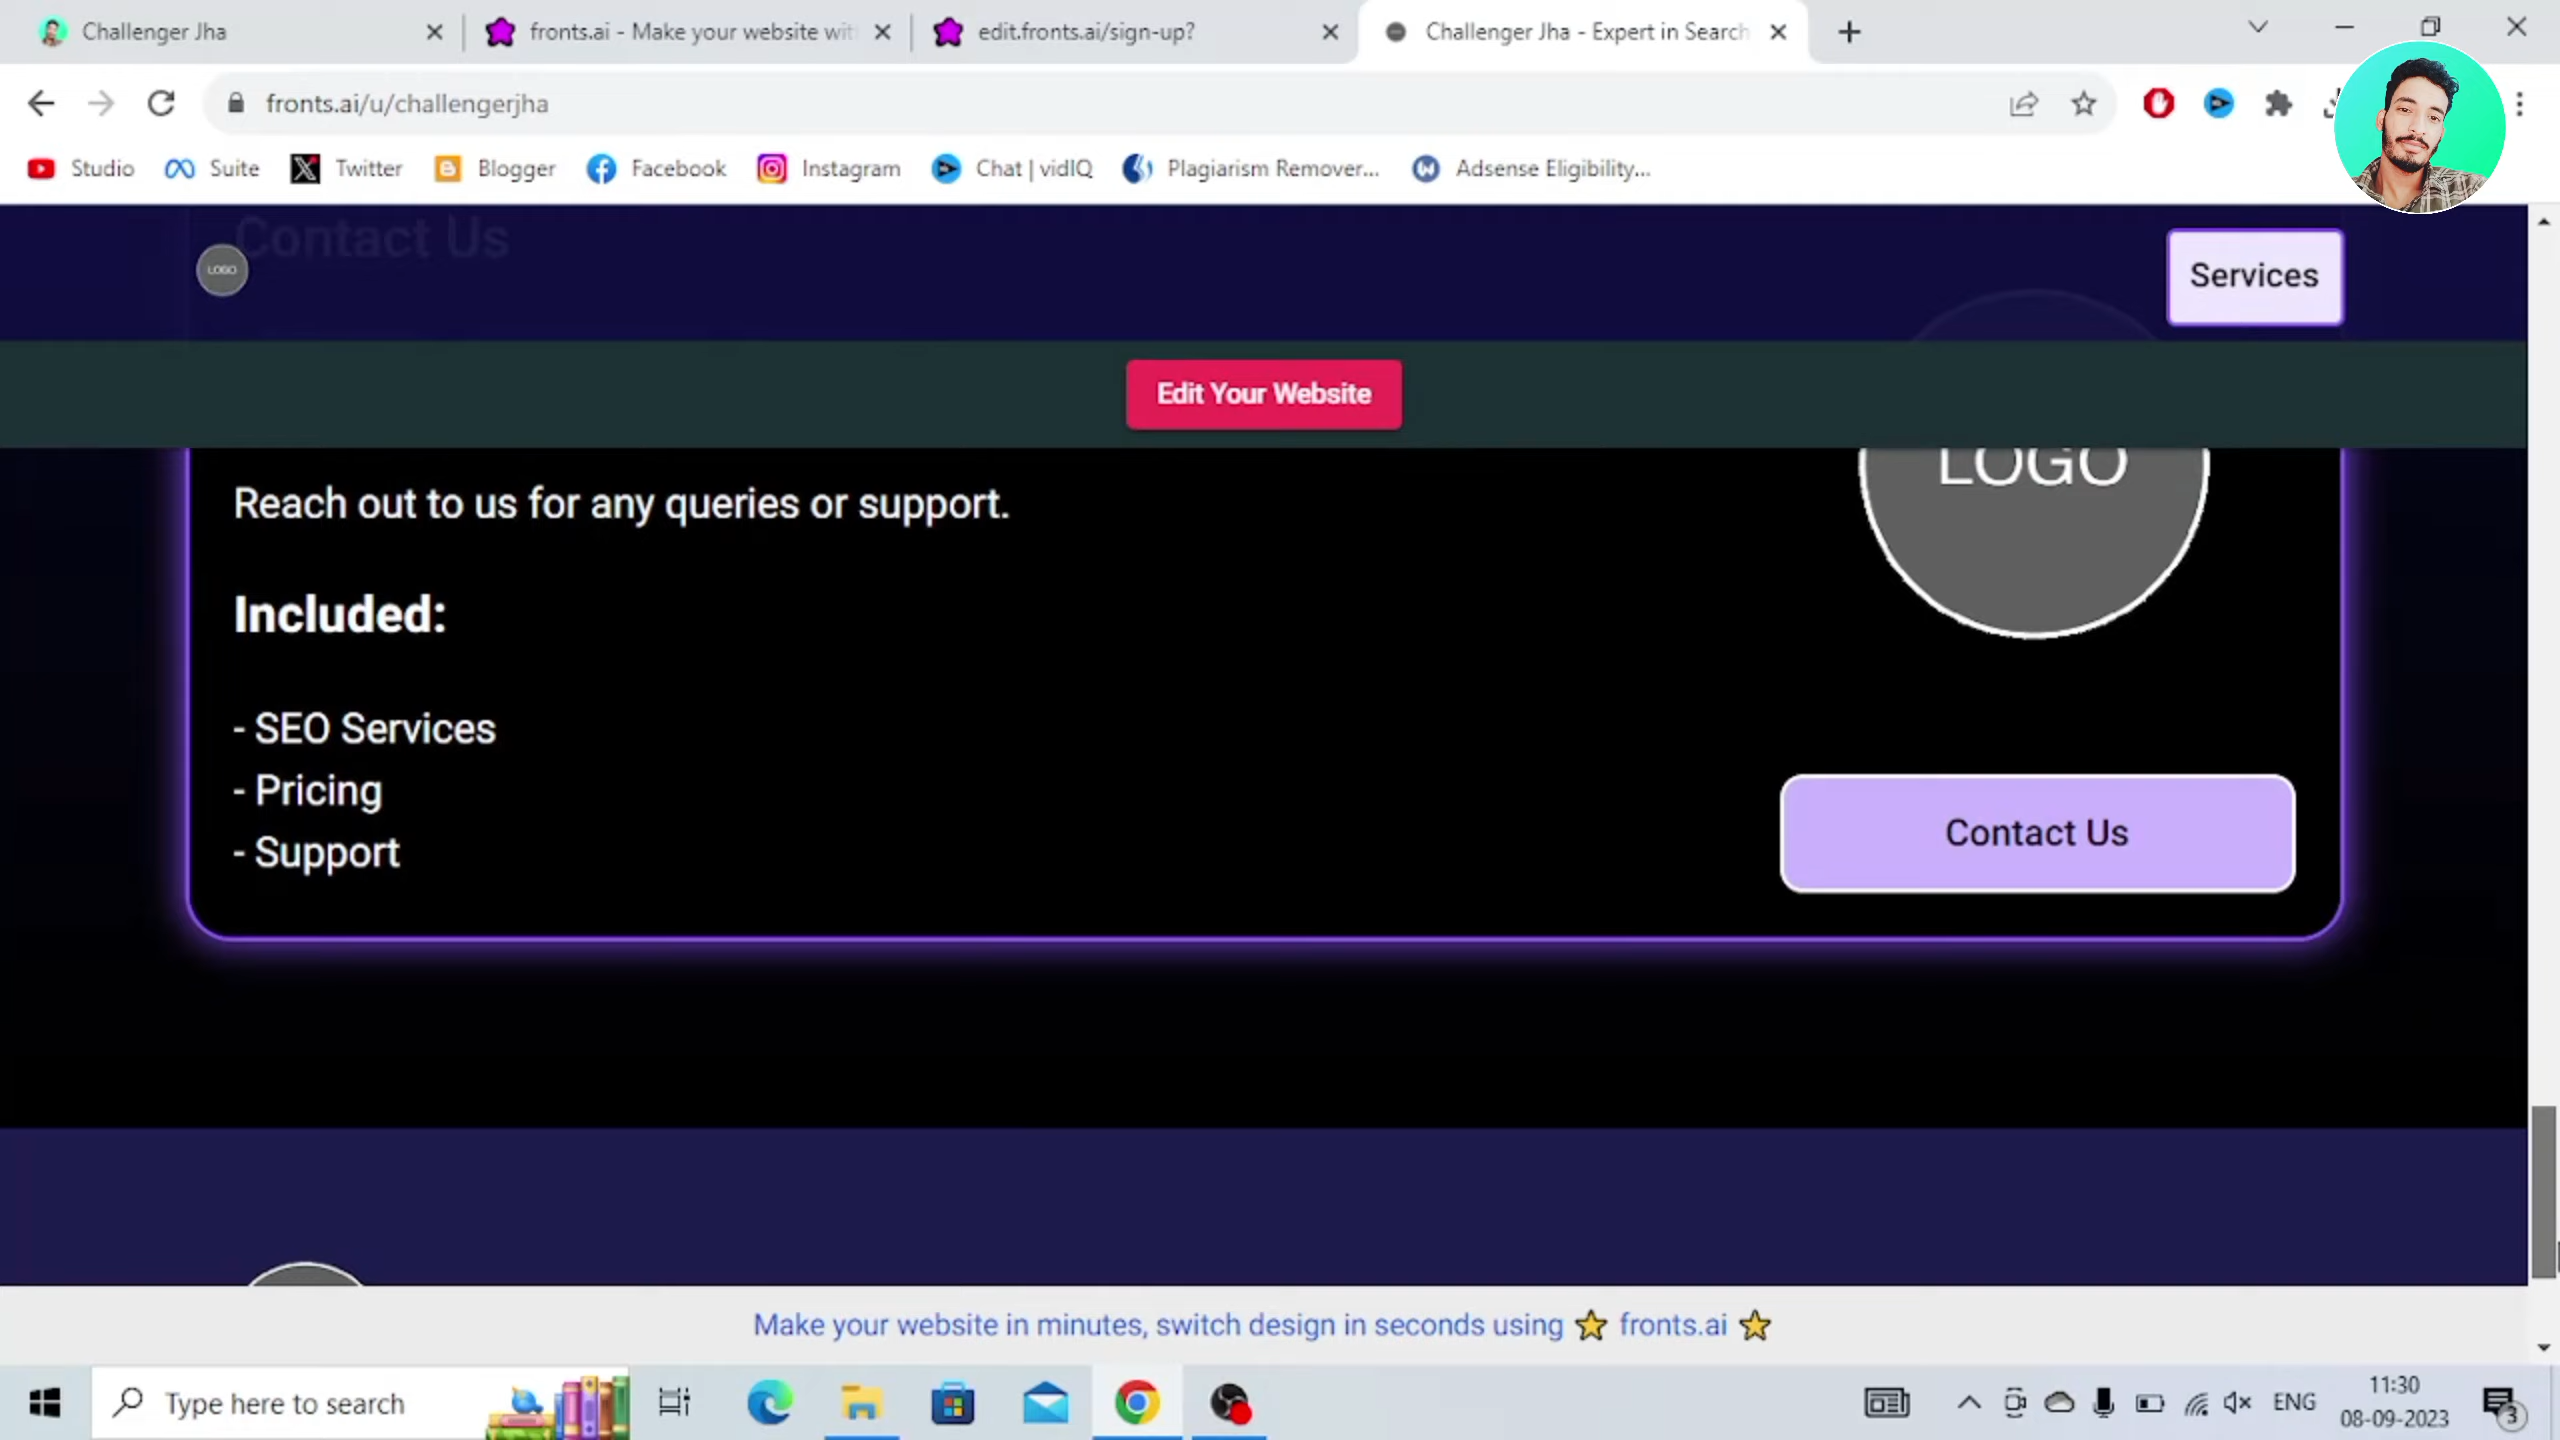 Challenger Jha
fronts.ai - Make your website wit
edit.fronts.ai/sign-up?
Challenger Jha - Expert in Search
fronts.ai/u/challengerjha
Studio
Suite
Twitter
Blogger
Facebook
Instagram
Chat | vidIQ
Plagiarism Remover...
Adsense Eligibility...
Contact Us
LOGO
Services
Edit Your Website
LOGO
Reach out to us for any queries or support.
Included:
- SEO Services
- Pricing
- Support
Contact Us
Make your website in minutes, switch design in seconds using ⭐ fronts.ai ⭐
Type here to search
ENG
11:30
08-09-2023
3